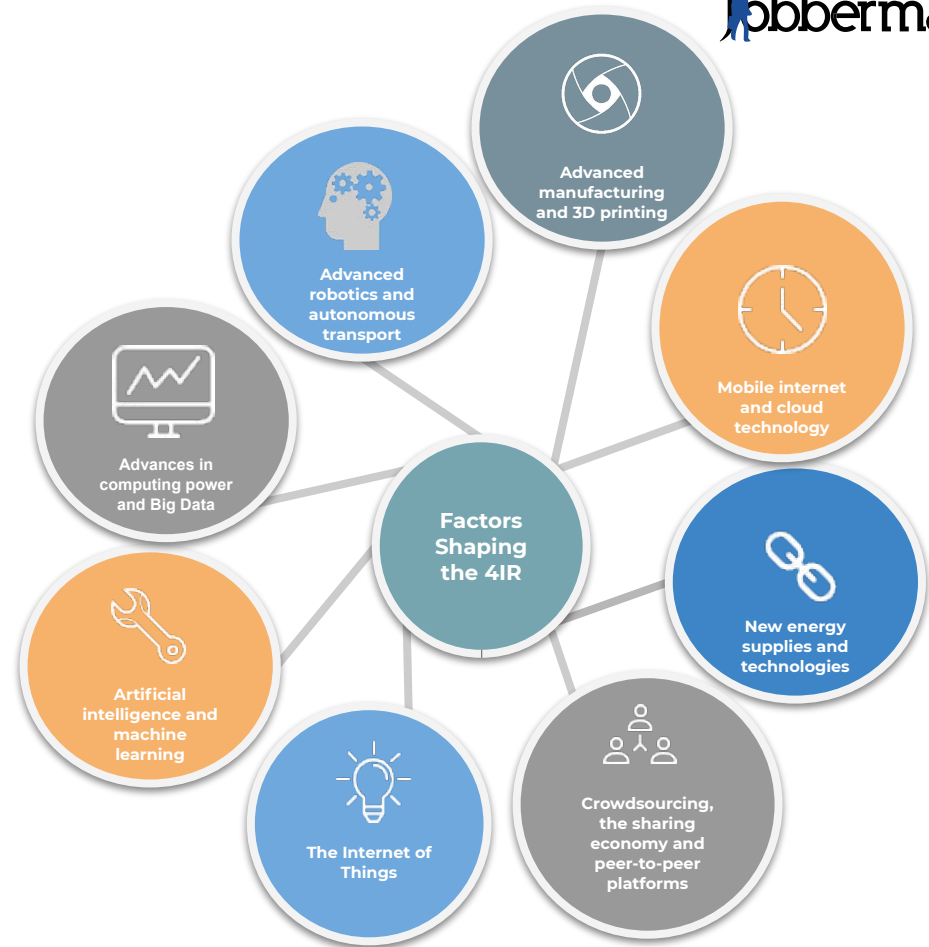 Jobberma
Advanced
manufacturing
and 3D printing
Advanced
robotics and
autonomous
transport
Mobile internet
and cloud
technology
Advances in
computing power
and Big Data
Factors
Shaping
the 4IR
New energy
supplies and
technologies
Artificial
intelligence and
machine
learning
Crowdsourcing,
the sharing
economy and
peer-to-peer
platforms
The Internet of
Things